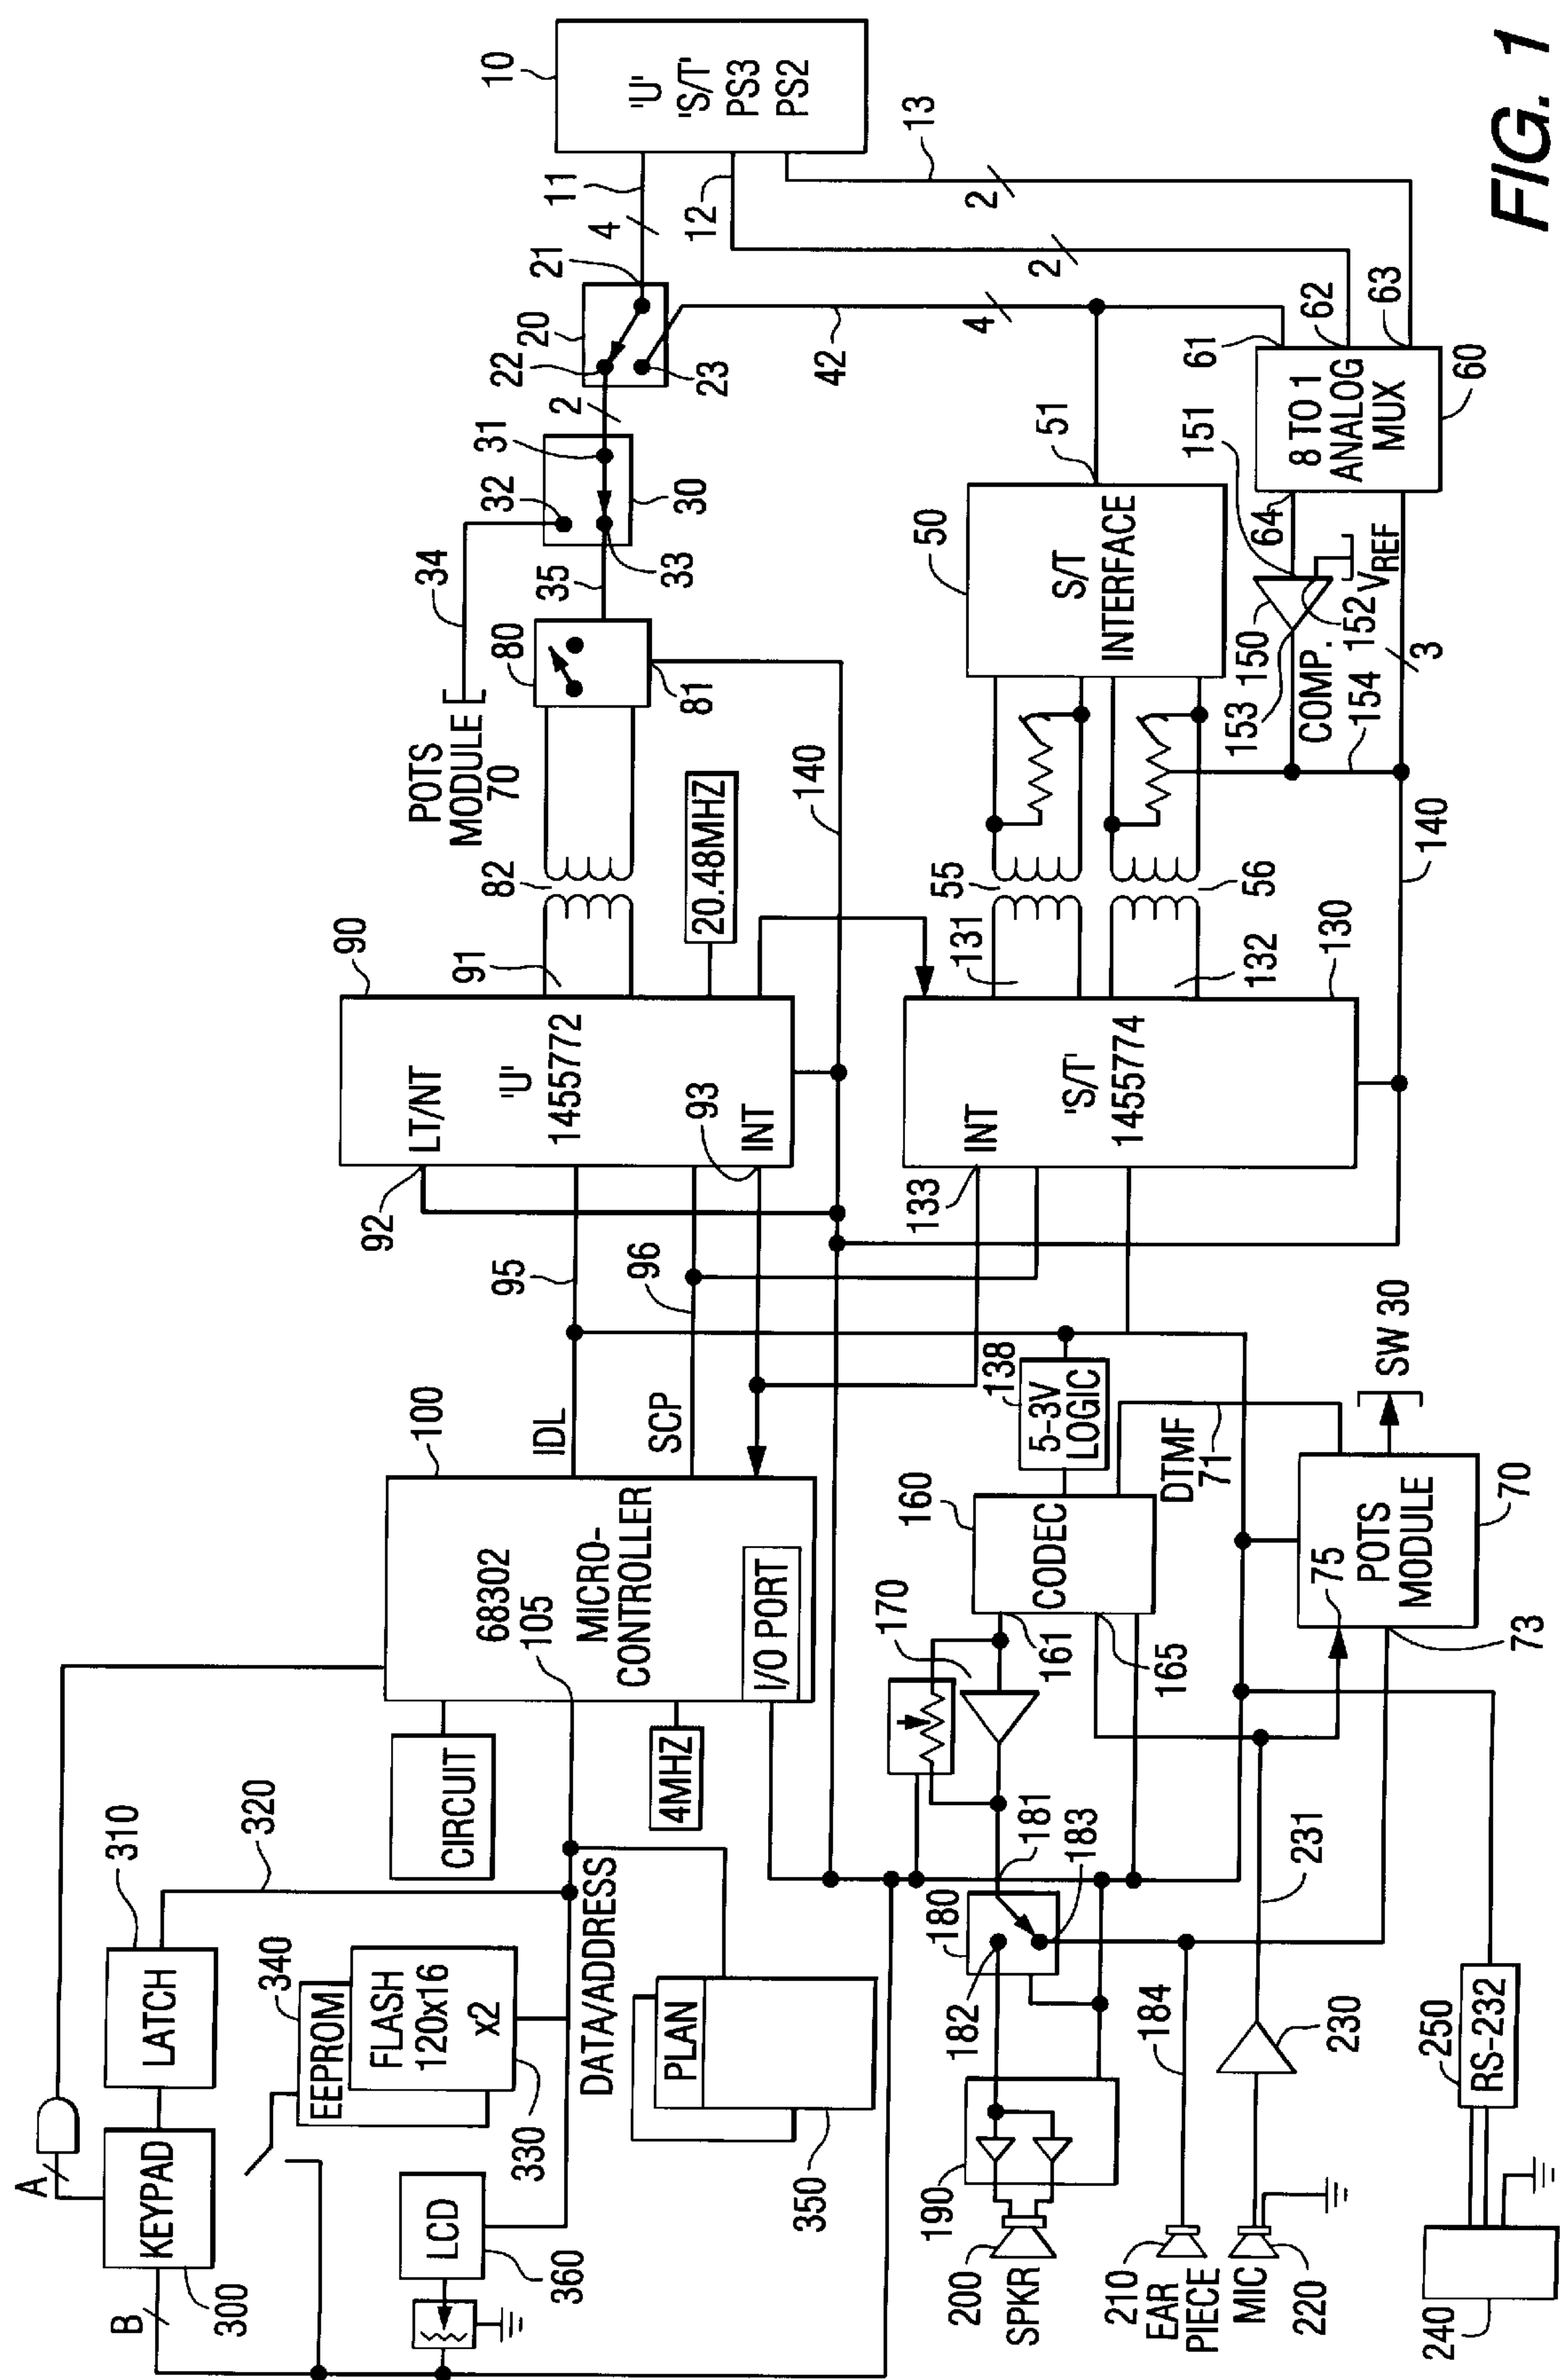 FIG. 1
10
'U'
'S/T'
PS3
PS2
11
12
13
4
2
2
21
20
22
23
2
42
4
31
32
30
33
34
35
80
81
POTS
MODULE
70
82
20.48MHZ
140
90
91
LT/NT
'U'
1455772
INT
92
93
95
96
61
62
63
8 TO 1
ANALOG
MUX
60
64
151
150
152
VREF
153
COMP.
154
3
51
50
S/T
INTERFACE
55
56
140
131
132
130
INT
'S/T'
1455774
133
100
IDL
SCP
68302
105
MICRO-
CONTROLLER
I/O PORT
CIRCUIT
4MHZ
138
5-3V
LOGIC
DTMF
71
SW 30
160
CODEC
161
165
170
75
POTS
MODULE
70
73
310
320
LATCH
340
EEPROM
FLASH
120x16
x2
330
DATA/ADDRESS
PLAN
350
A
KEYPAD
300
B
LCD
360
180
181
182
183
184
190
200
SPKR
210
EAR
PIECE
MIC
220
230
231
250
RS-232
240